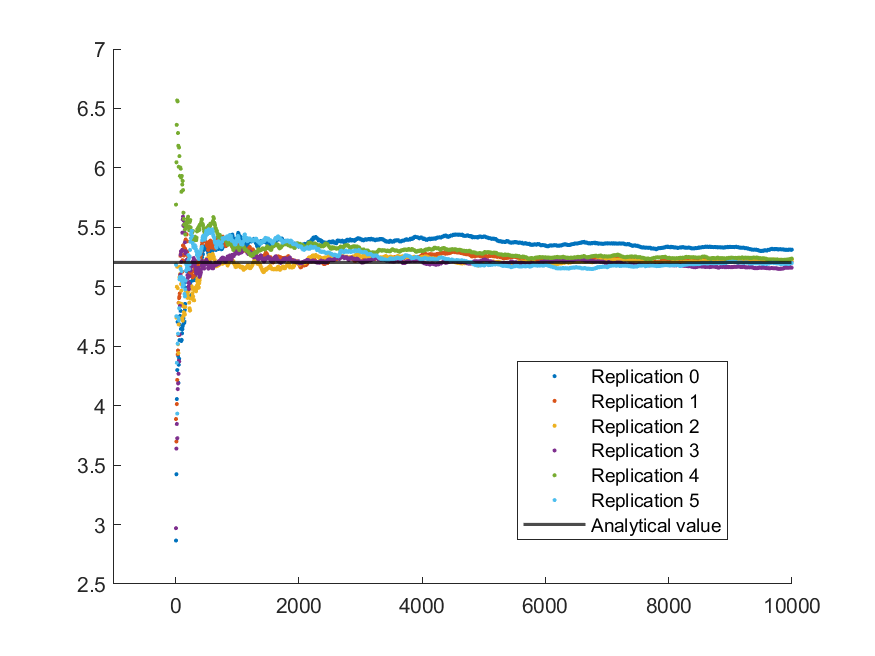 7
6.5
6
5.5
5
4.5
4
3.5
3
2.5
0
2000
4000
6000
8000
10000
Replication 0
Replication 1
Replication 2
Replication 3
Replication 4
Replication 5
Analytical value